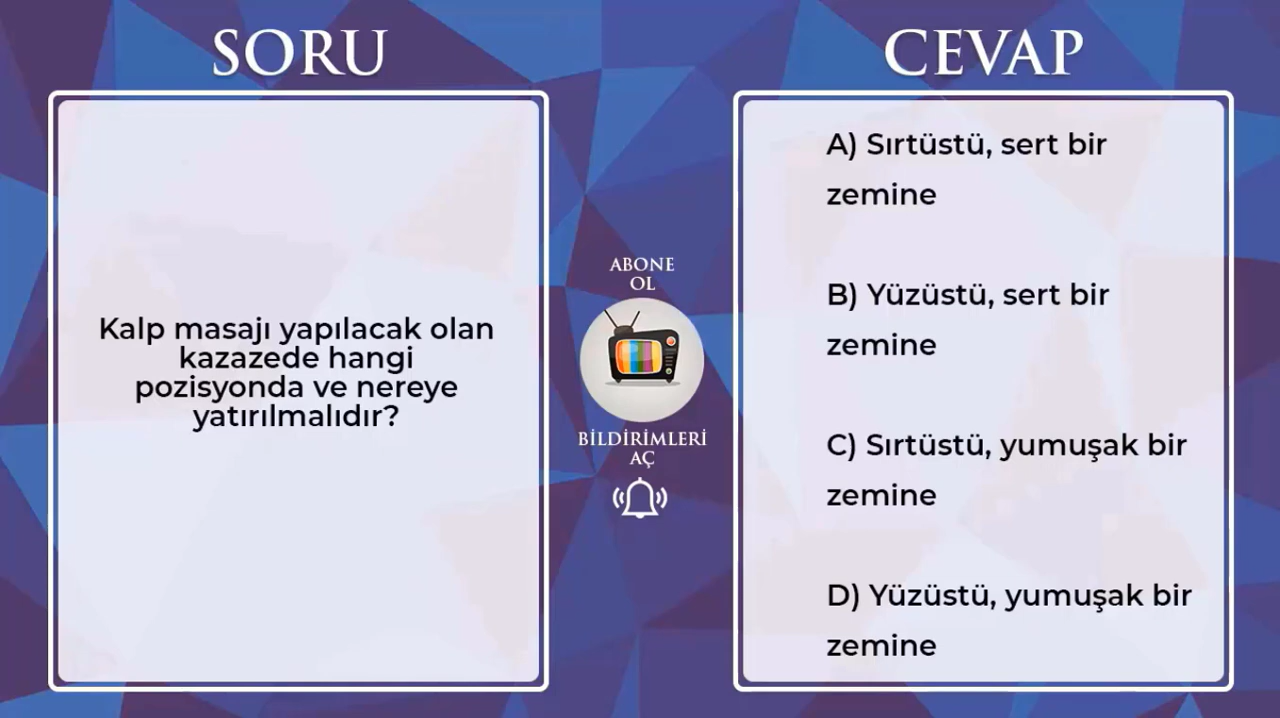 SORU
Kalp masajı yapılacak olan
kazazede hangi
pozisyonda ve nereye
yatırılmalıdır?
ABONE
OL
BİLDİRİMLERİ
AÇ
CEVAP
A) Sırtüstü, sert bir
zemine
B) Yüzüstü, sert bir
zemine
C) Sırtüstü, yumuşak bir
zemine
D) Yüzüstü, yumuşak bir
zemine